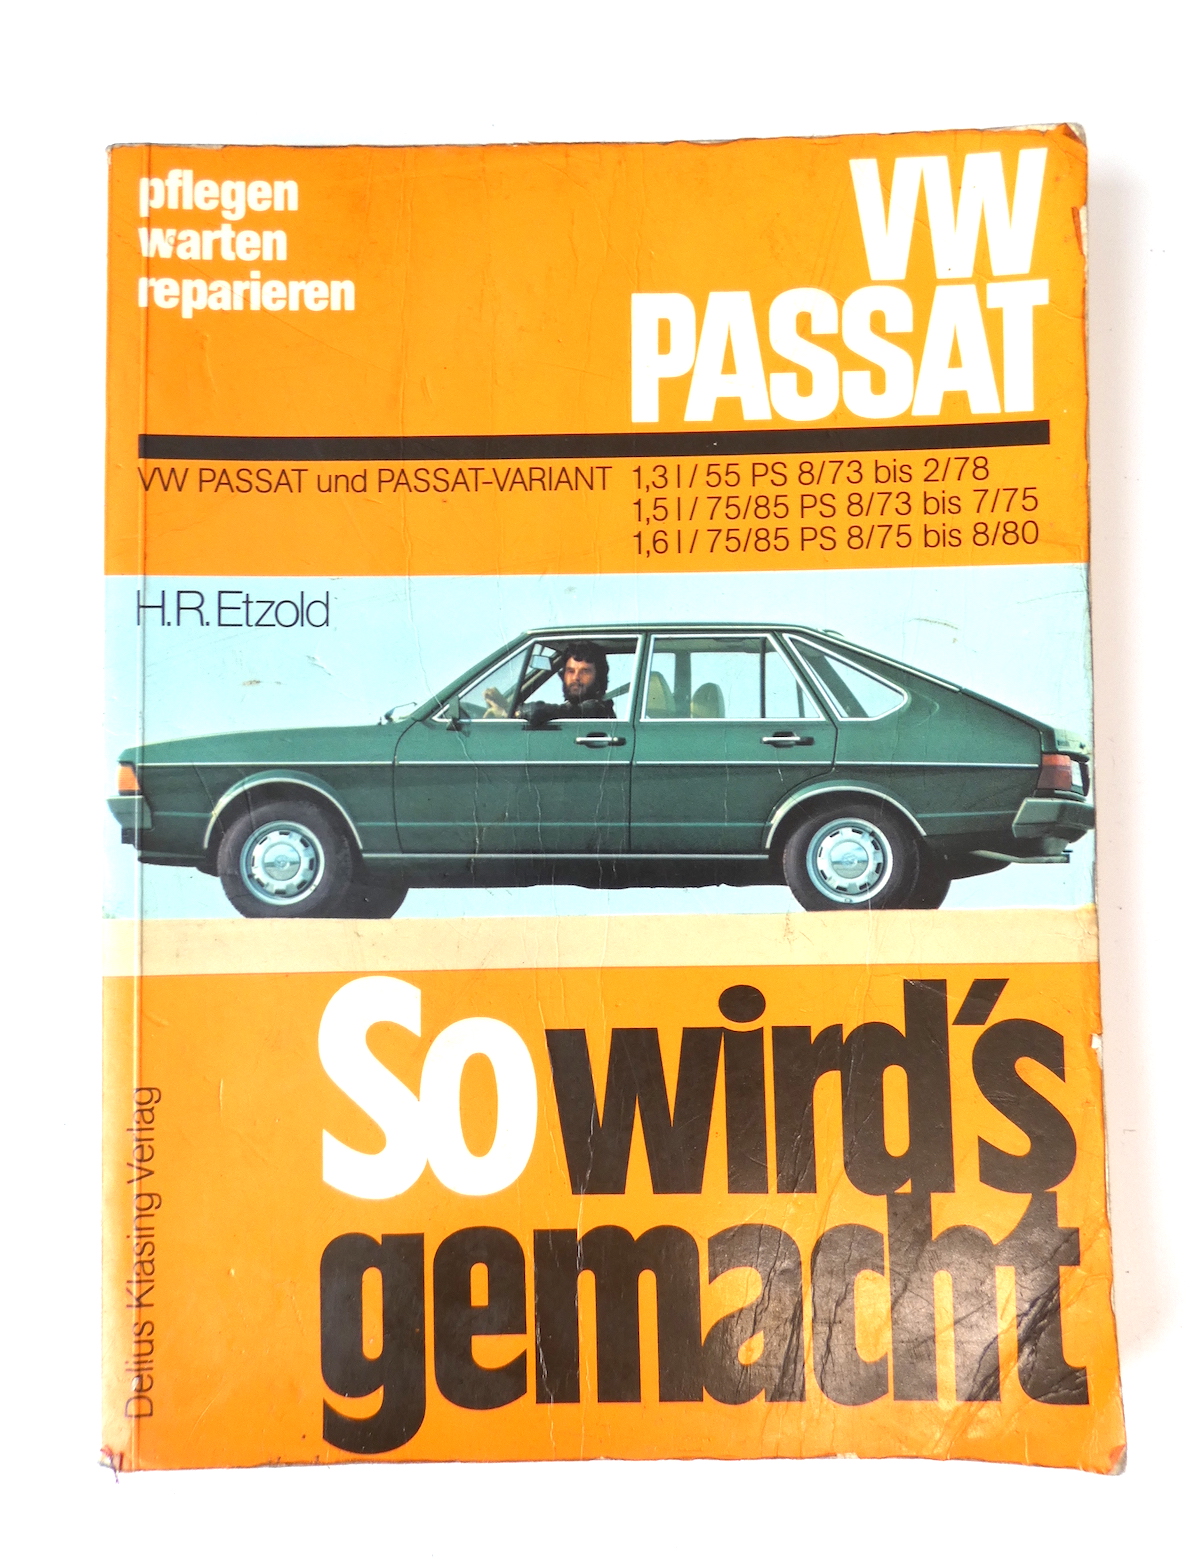 pflegen
warten
reparieren
VW
PASSAT
VW PASSAT und PASSAT-VARIANT 1,3 l / 55 PS 8/73 bis 2/78
1,5 l / 75/85 PS 8/73 bis 7/75
1,6 l / 75/85 PS 8/75 bis 8/80
H.R. Etzold
So wird's
gemacht
Delius Klasing Verlag